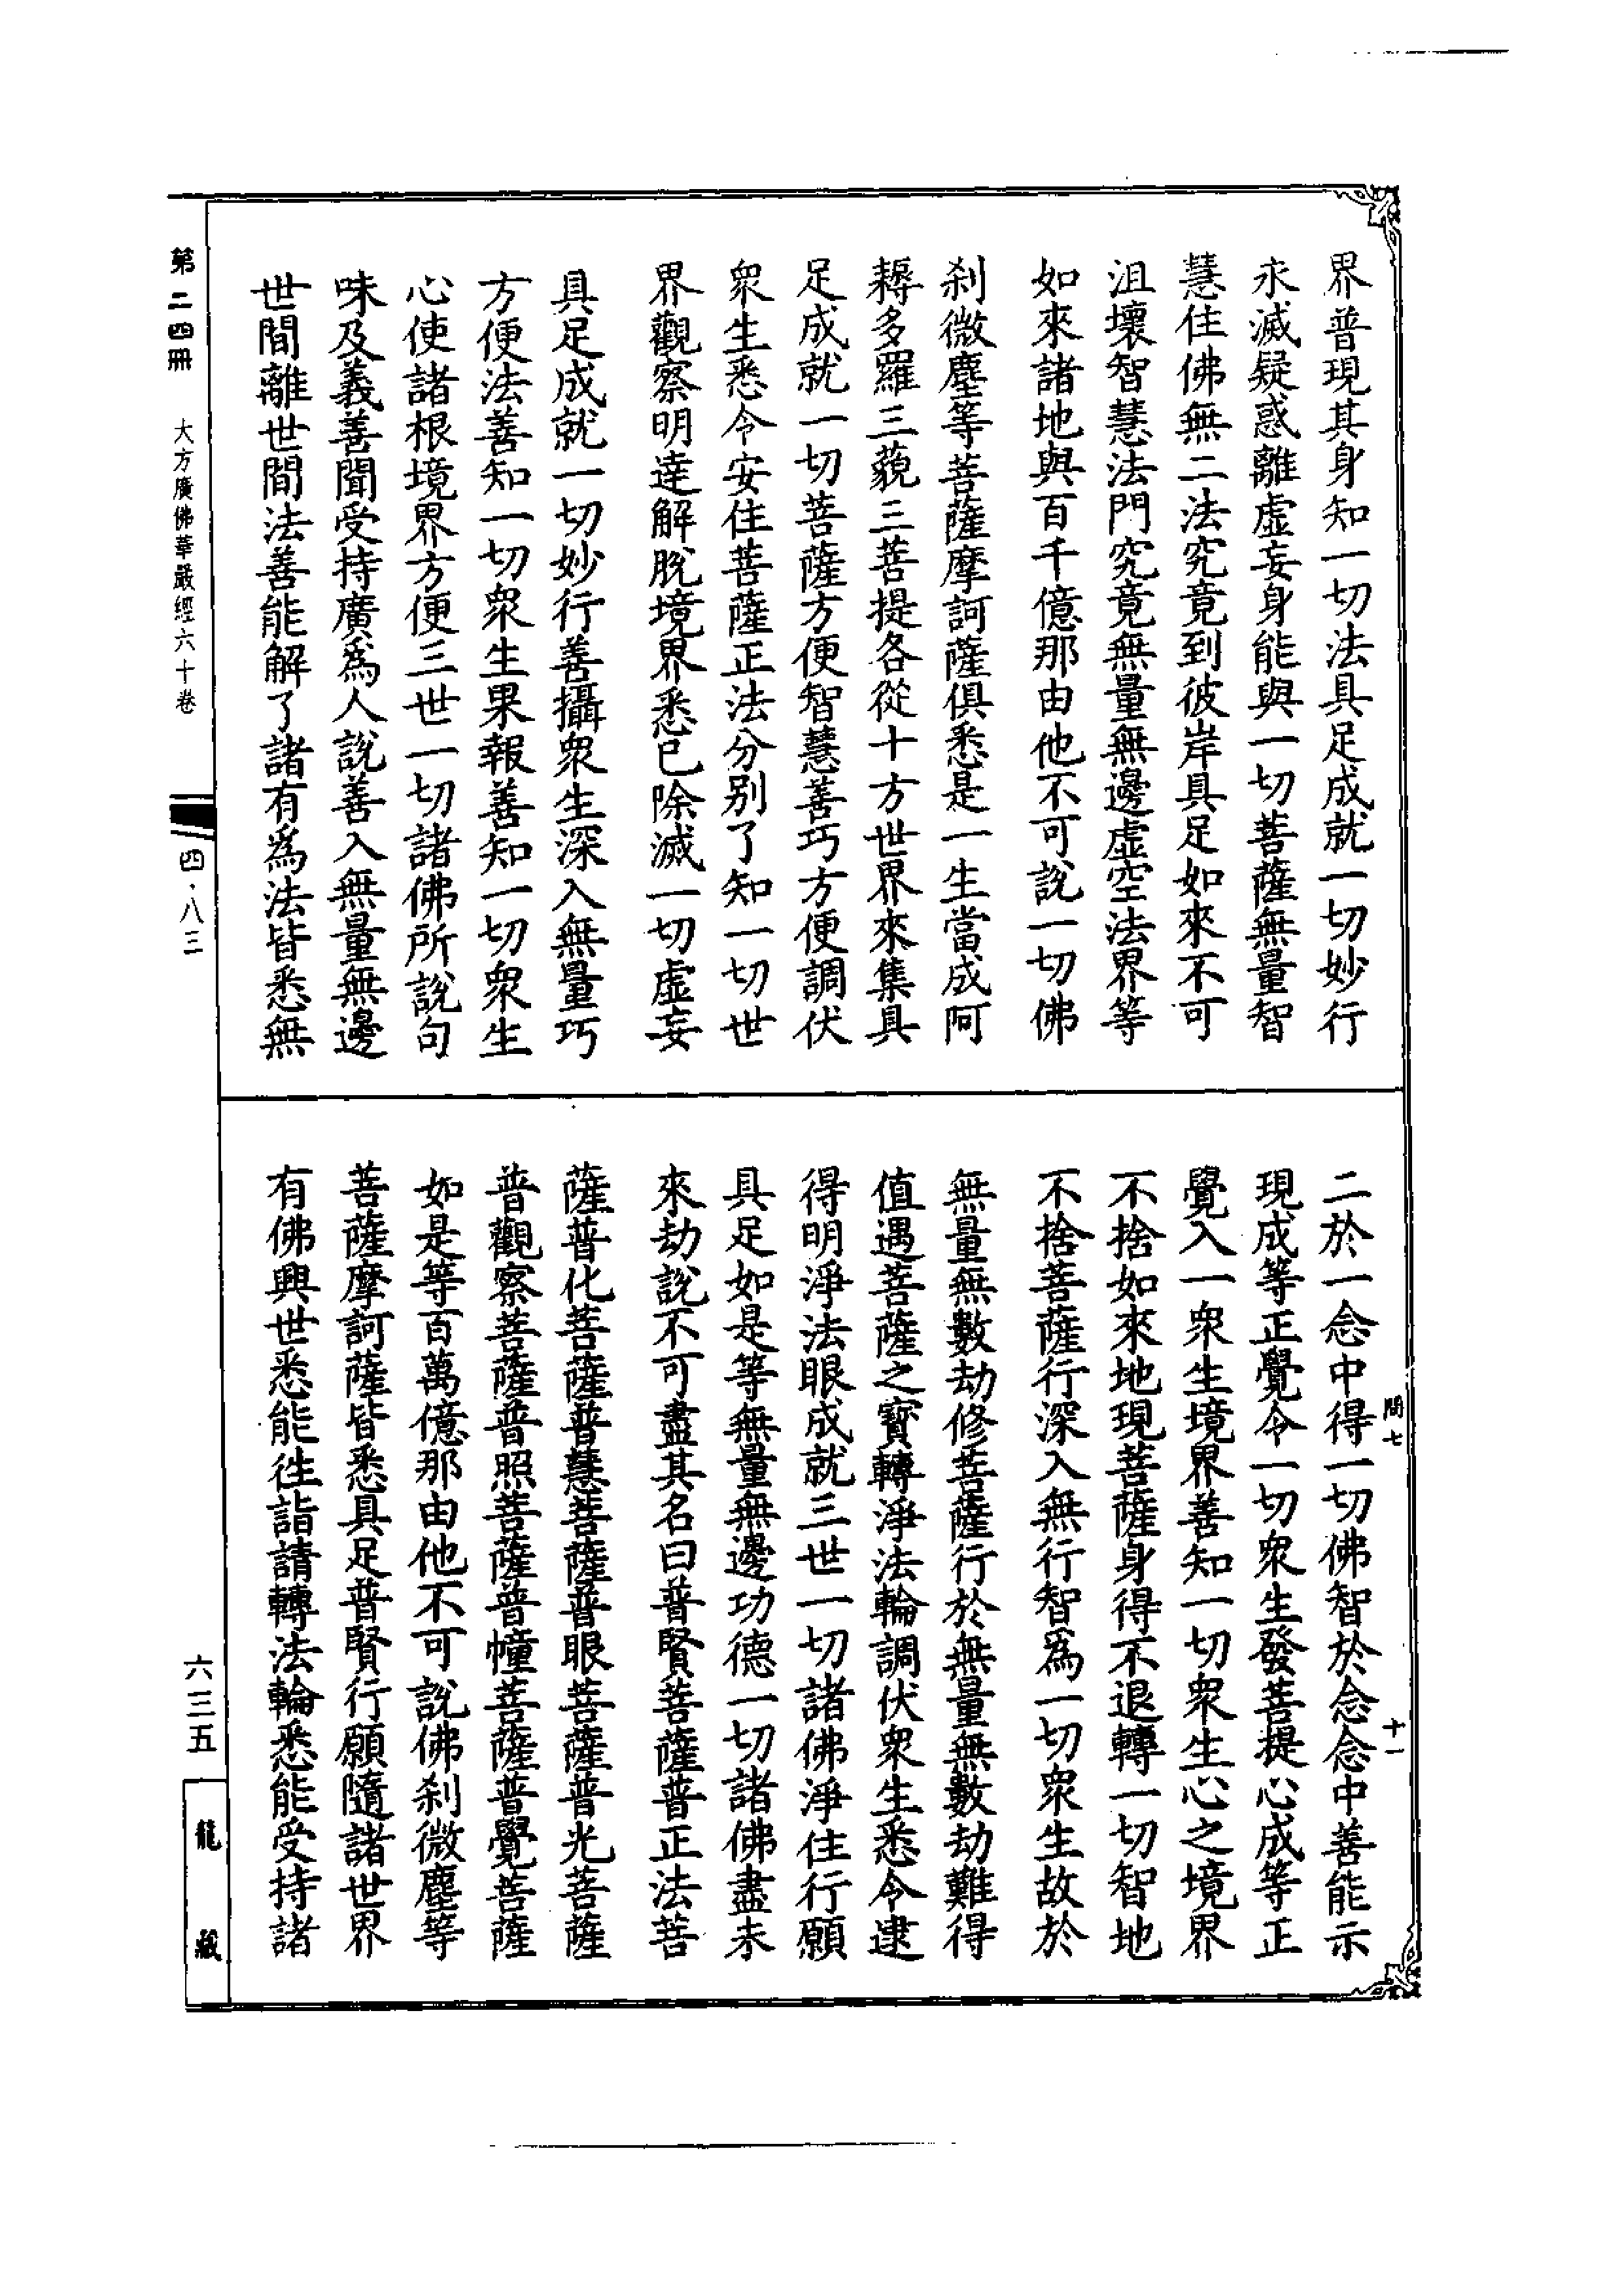 界普現其身知一切法具足成就一切妙行
永滅疑惑離虛妄身能與一切菩薩無量智
慧住佛無二法究竟到彼岸具足如來不可
沮壞智慧法門究竟無量無邊虛空法界等
如來諸地與百千億那由他不可說一切佛
刹微塵等菩薩摩訶薩俱悉是一生當成阿
耨多羅三藐三菩提各從十方世界來集具
足成就一切菩薩方便智慧善巧方便調伏
衆生悉令安住菩薩正法分別了知一切世
界觀察明達解脫境界悉已除滅一切虛妄
具足成就一切妙行善攝衆生深入無量巧
方便法善知一切衆生果報善知一切衆生
心使諸根境界方便三世一切諸佛所說句
味及義善聞受持廣爲人說善入無量無邊
世間離世間法善能解了諸有爲法皆悉無
二於一念中得一切佛智於念念中善能示
現成等正覺令一切衆生發菩提心成等正
覺入一衆生境界善知一切衆生心之境界
不捨如來地現菩薩身得不退轉一切智地
不捨菩薩行深入無行智爲一切衆生故於
無量無數劫修菩薩行於無量無數劫難得
值遇菩薩之寳轉淨法輪調伏衆生悉令逮
得明淨法眼成就三世一切諸佛淨住行願
具足如是等無量無邊功德一切諸佛盡未
來劫說不可盡其名曰普賢菩薩普正法菩
薩普化菩薩普慧菩薩普眼菩薩普光菩薩
普觀察菩薩普照菩薩普幢菩薩普覺菩薩
如是等百萬億那由他不可說佛刹微塵等
菩薩摩訶薩皆悉具足普賢行願隨諸世界
有佛興世悉能往詣請轉法輪悉能受持諸
問七
十一
第二四冊 大方廣佛華嚴經六十卷
四·八三
六三五
龍藏